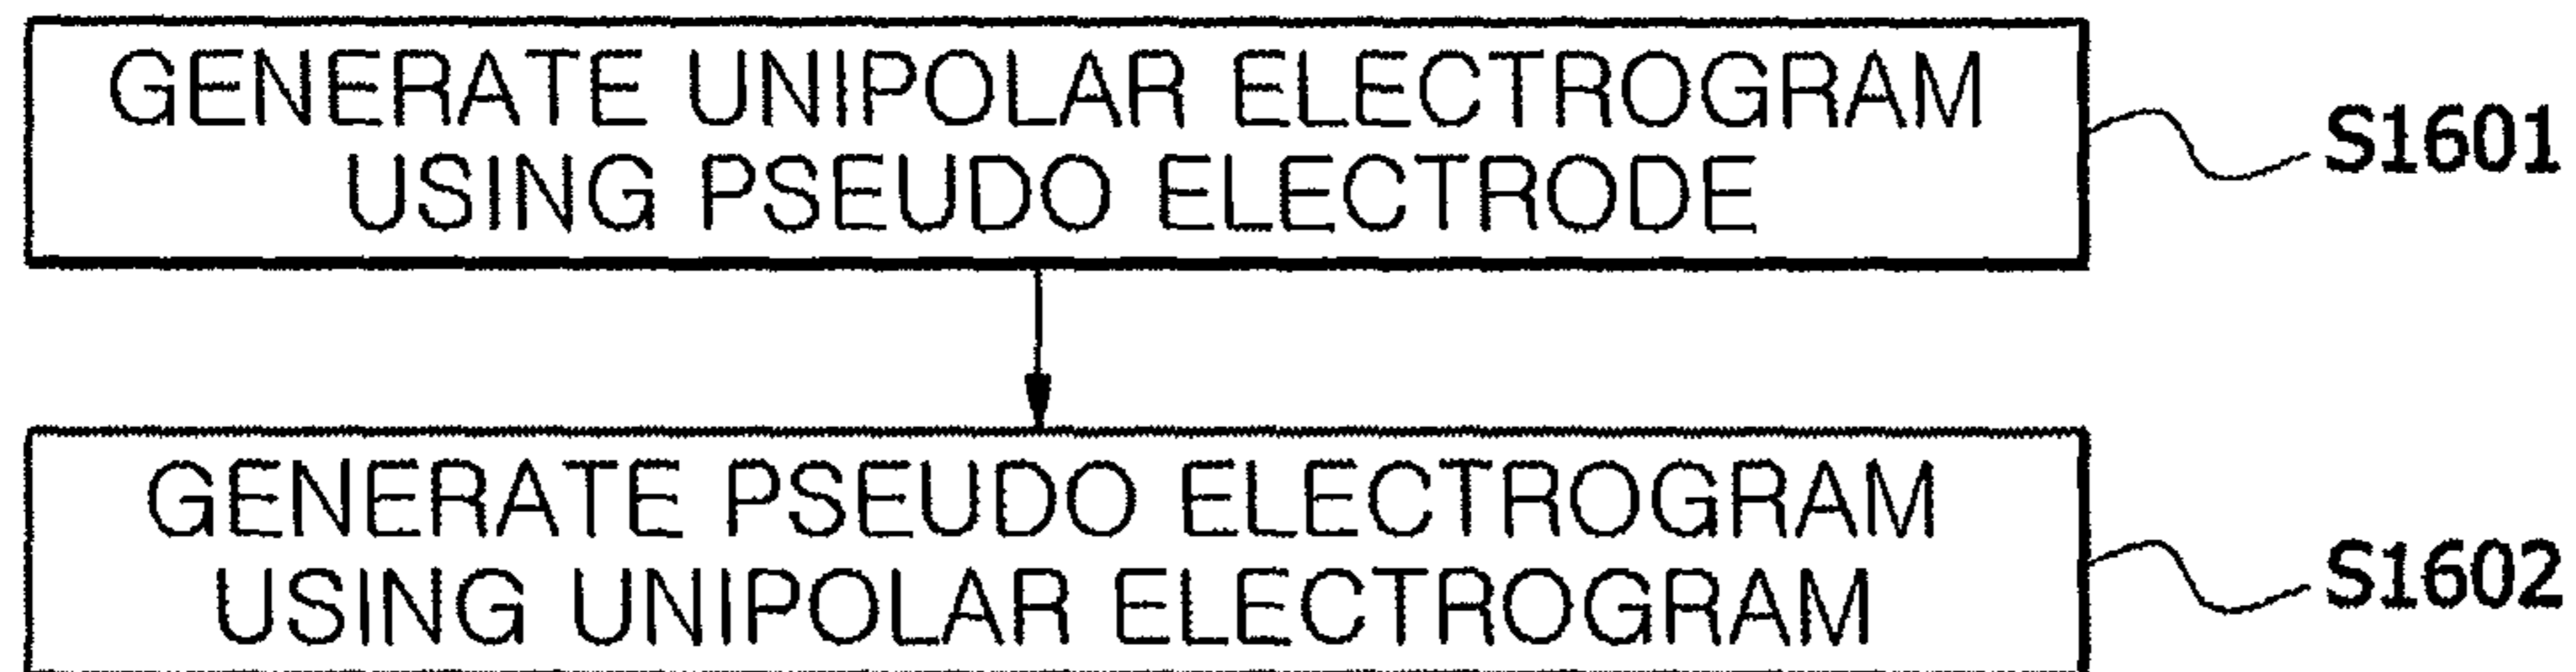 GENERATE UNIPOLAR ELECTROGRAM
USING PSEUDO ELECTRODE
S1601
GENERATE PSEUDO ELECTROGRAM
USING UNIPOLAR ELECTROGRAM
S1602